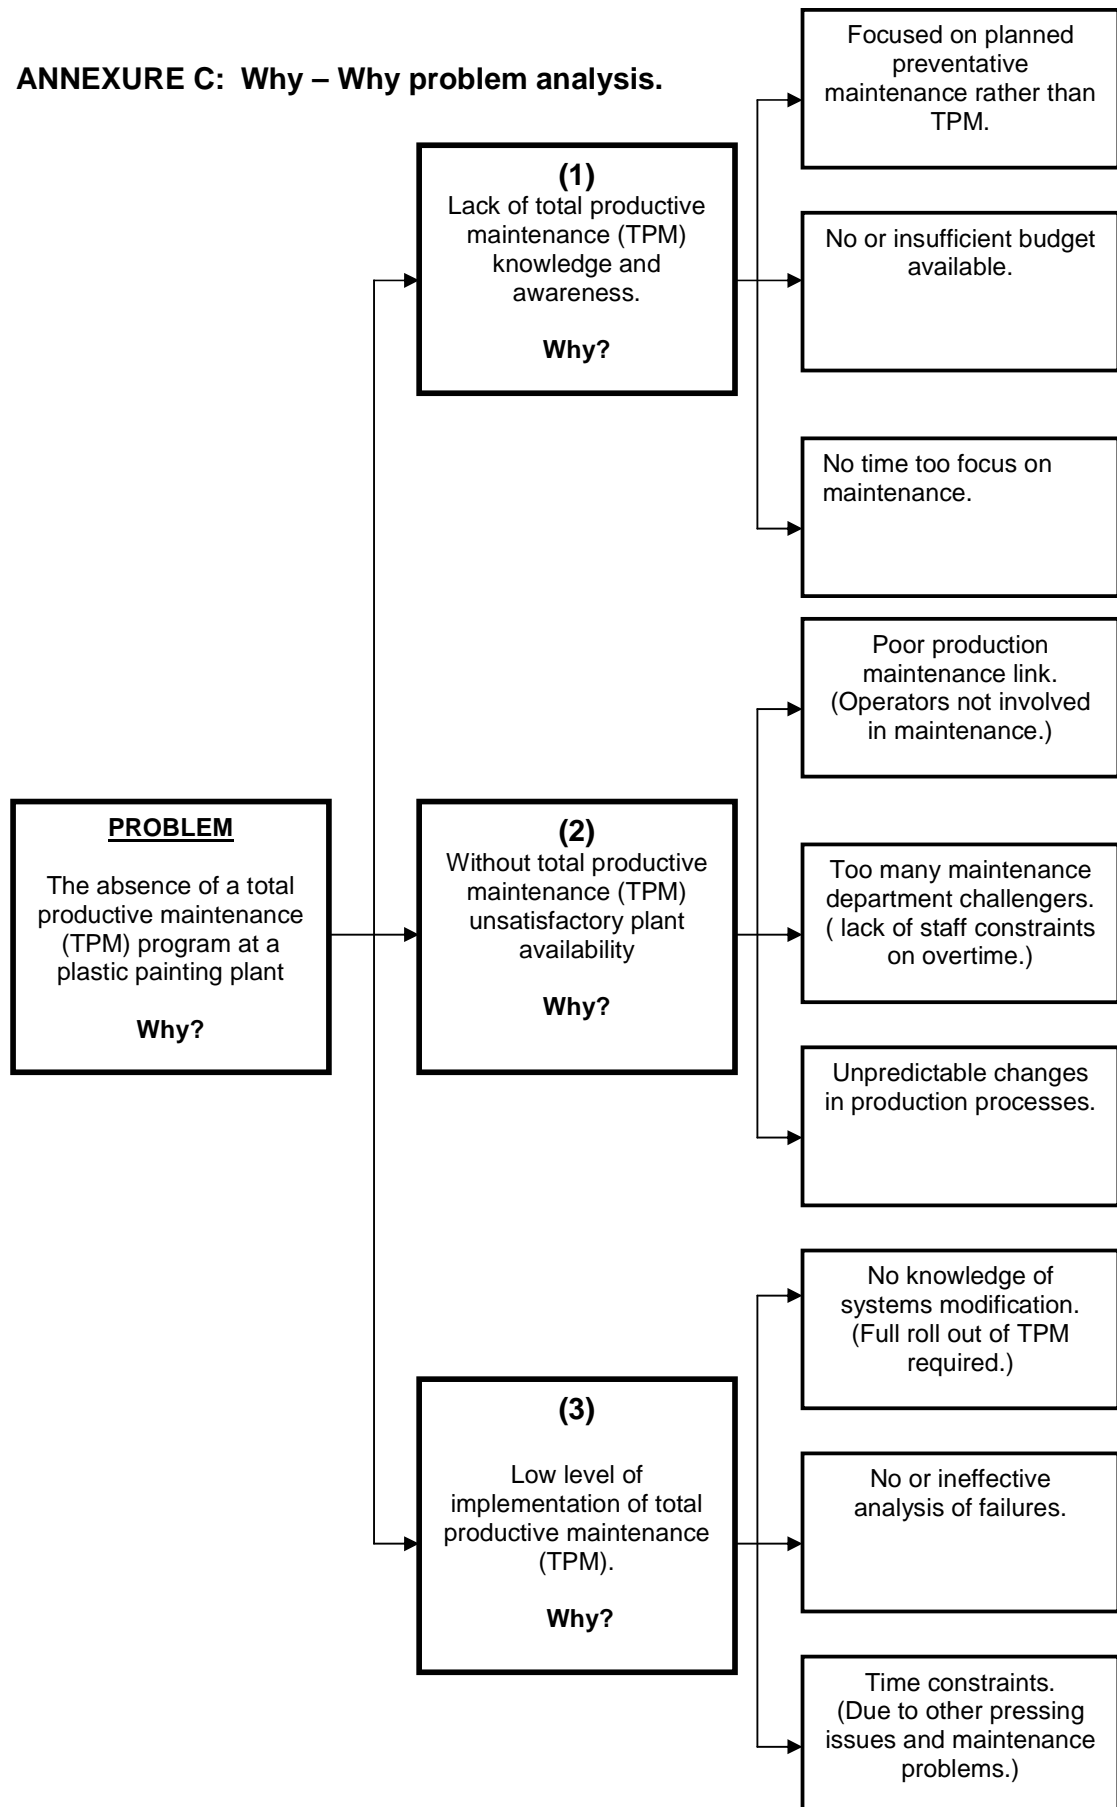 ANNEXURE C:  Why – Why problem analysis.
Focused on planned
preventative
maintenance rather than
TPM.
(1)
Lack of total productive
maintenance (TPM)
knowledge and
awareness.
Why?
No or insufficient budget
available.
No time too focus on
maintenance.
Poor production
maintenance link.
(Operators not involved
in maintenance.)
PROBLEM
The absence of a total
productive maintenance
(TPM) program at a
plastic painting plant
Why?
(2)
Without total productive
maintenance (TPM)
unsatisfactory plant
availability
Why?
Too many maintenance
department challengers.
( lack of staff constraints
on overtime.)
Unpredictable changes
in production processes.
No knowledge of
systems modification.
(Full roll out of TPM
required.)
(3)
Low level of
implementation of total
productive maintenance
(TPM).
Why?
No or ineffective
analysis of failures.
Time constraints.
(Due to other pressing
issues and maintenance
problems.)